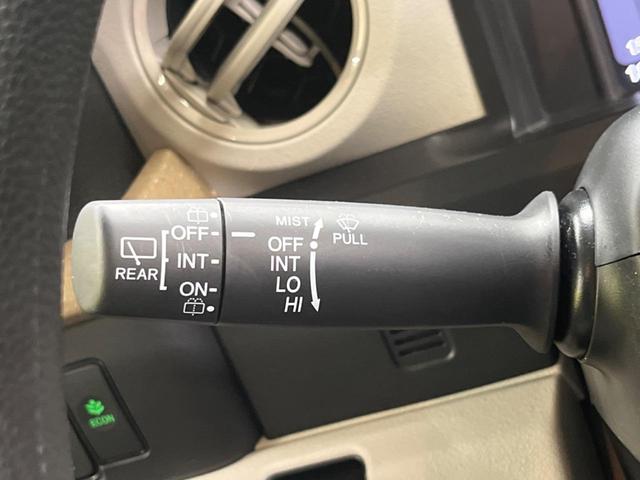 REAR
OFF
INT
ON
MIST
OFF
INT
LO
HI
PULL
ECON